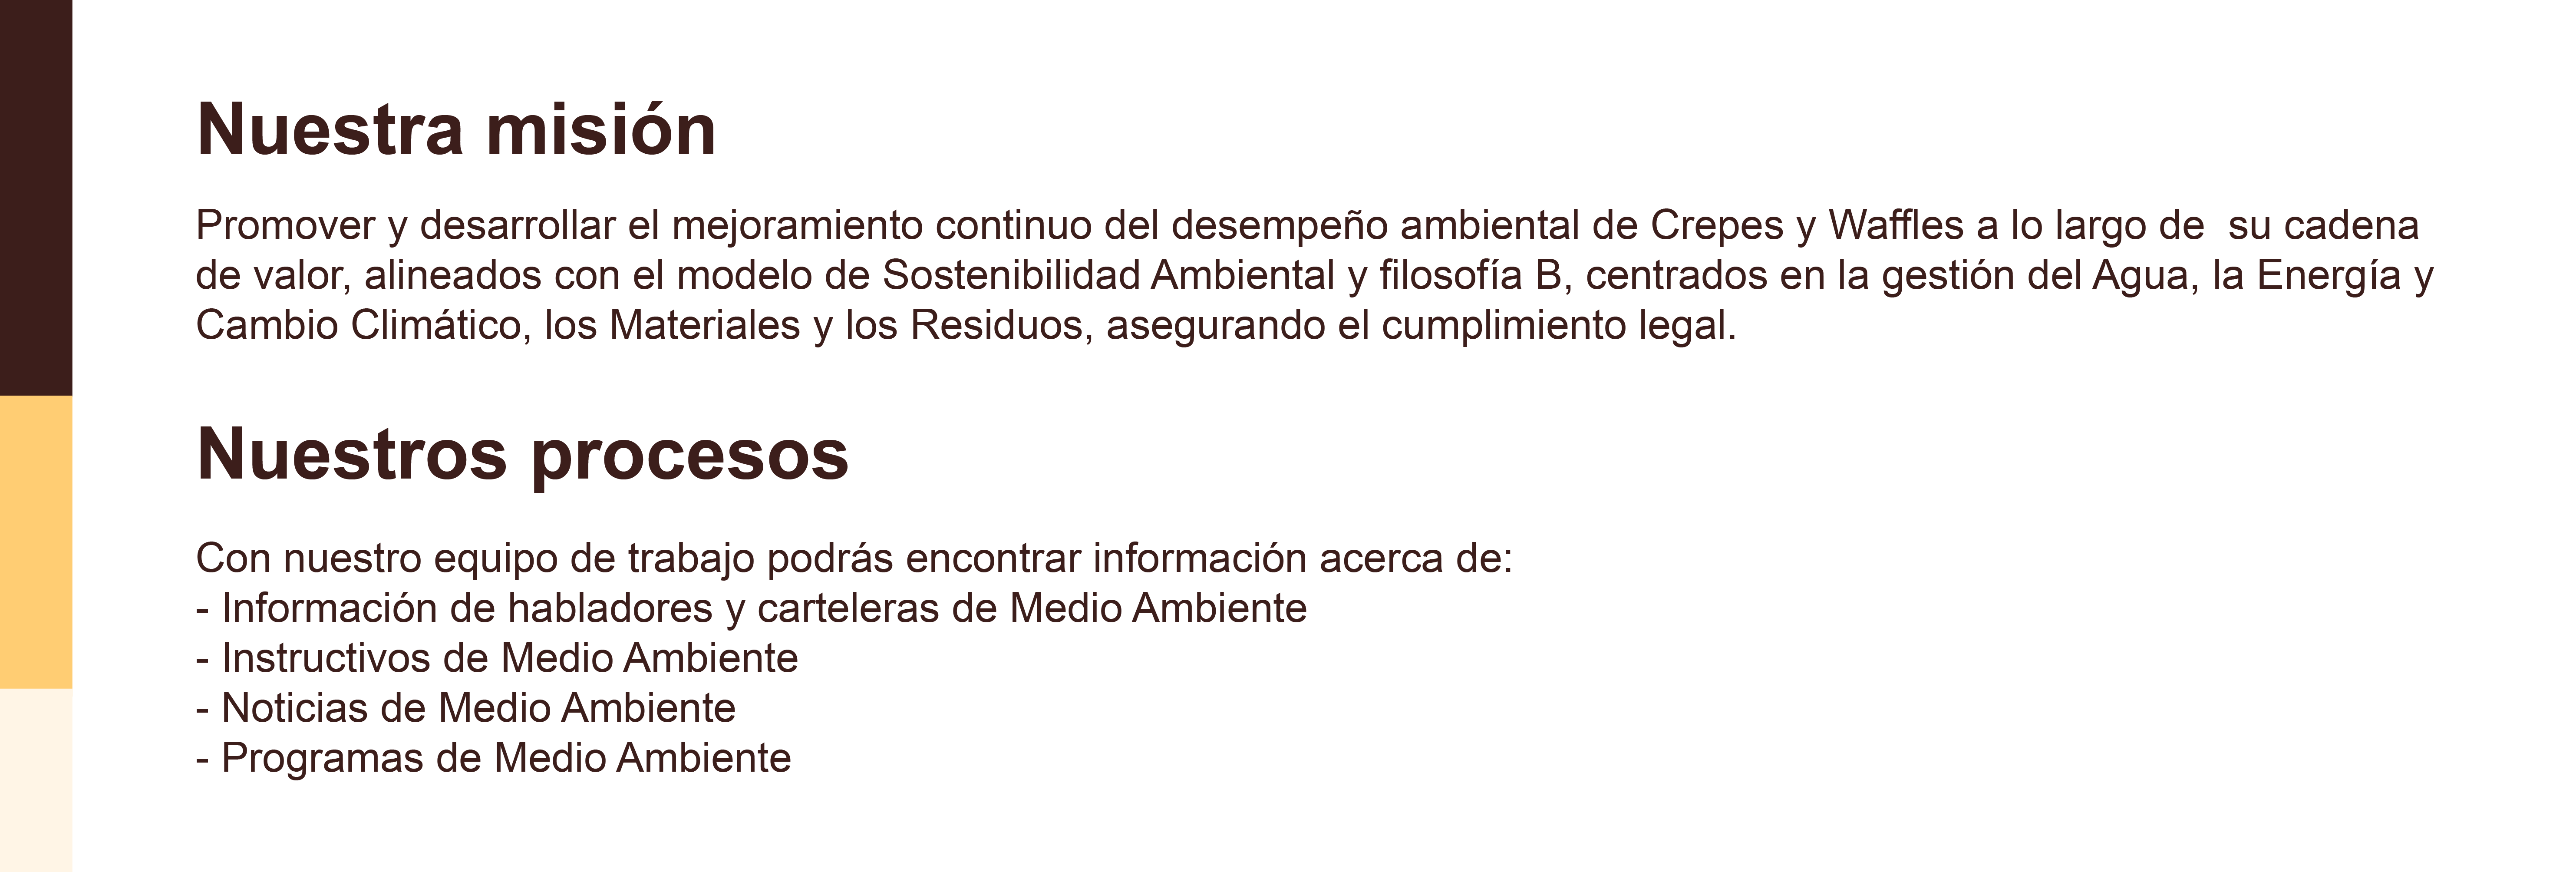 Nuestra misión
Promover y desarrollar el mejoramiento continuo del desempeño ambiental de Crepes y Waffles a lo largo de  su cadena
de valor, alineados con el modelo de Sostenibilidad Ambiental y filosofía B, centrados en la gestión del Agua, la Energía y
Cambio Climático, los Materiales y los Residuos, asegurando el cumplimiento legal.
Nuestros procesos
Con nuestro equipo de trabajo podrás encontrar información acerca de:
- Información de habladores y carteleras de Medio Ambiente
- Instructivos de Medio Ambiente
- Noticias de Medio Ambiente
- Programas de Medio Ambiente